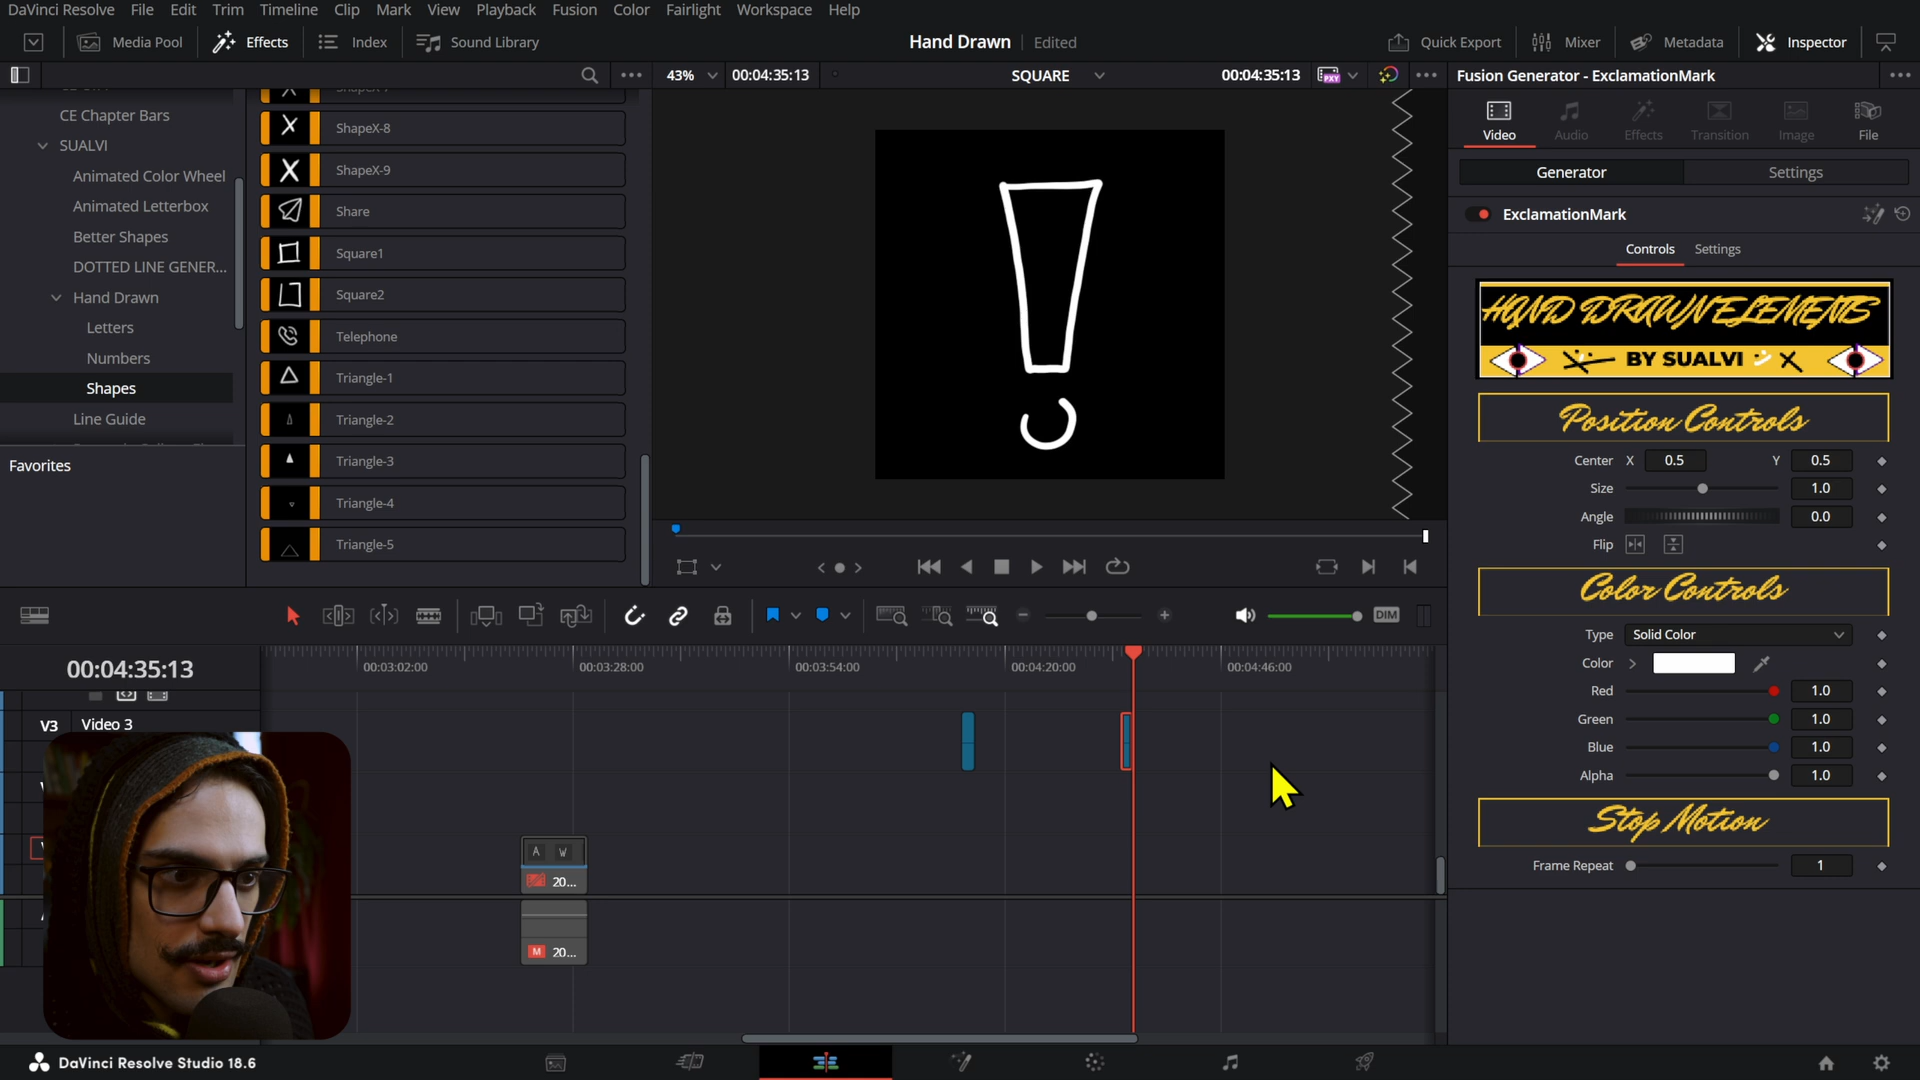 DaVinci Resolve File Edit Trim Timeline Clip Mark View Playback Fusion Color Fairlight Workspace Help
Media Pool Effects Index Sound Library Hand Drawn Edited Quick Export Mixer Metadata Inspector
43% 00:04:35:13 SQUARE 00:04:35:13 PXY Fusion Generator - ExclamationMark
CE Chapter Bars
SUALVI
Animated Color Wheel
Animated Letterbox
Better Shapes
DOTTED LINE GENER...
Hand Drawn
Letters
Numbers
Shapes
Line Guide
Favorites
ShapeX-8
ShapeX-9
Share
Square1
Square2
Telephone
Triangle-1
Triangle-2
Triangle-3
Triangle-4
Triangle-5
Video Audio Effects Transition Image File
Generator Settings
ExclamationMark
Controls Settings
HAND DRAWN ELEMENTS
BY SUALVI
Position Controls
Center X 0.5 Y 0.5
Size 1.0
Angle 0.0
Flip
Color Controls
Type Solid Color
Color
Red 1.0
Green 1.0
Blue 1.0
Alpha 1.0
Stop Motion
Frame Repeat 1
DIM
00:04:35:13
00:03:02:00 00:03:28:00 00:03:54:00 00:04:20:00 00:04:46:00
V3 Video 3
A W
20...
M 20...
DaVinci Resolve Studio 18.6